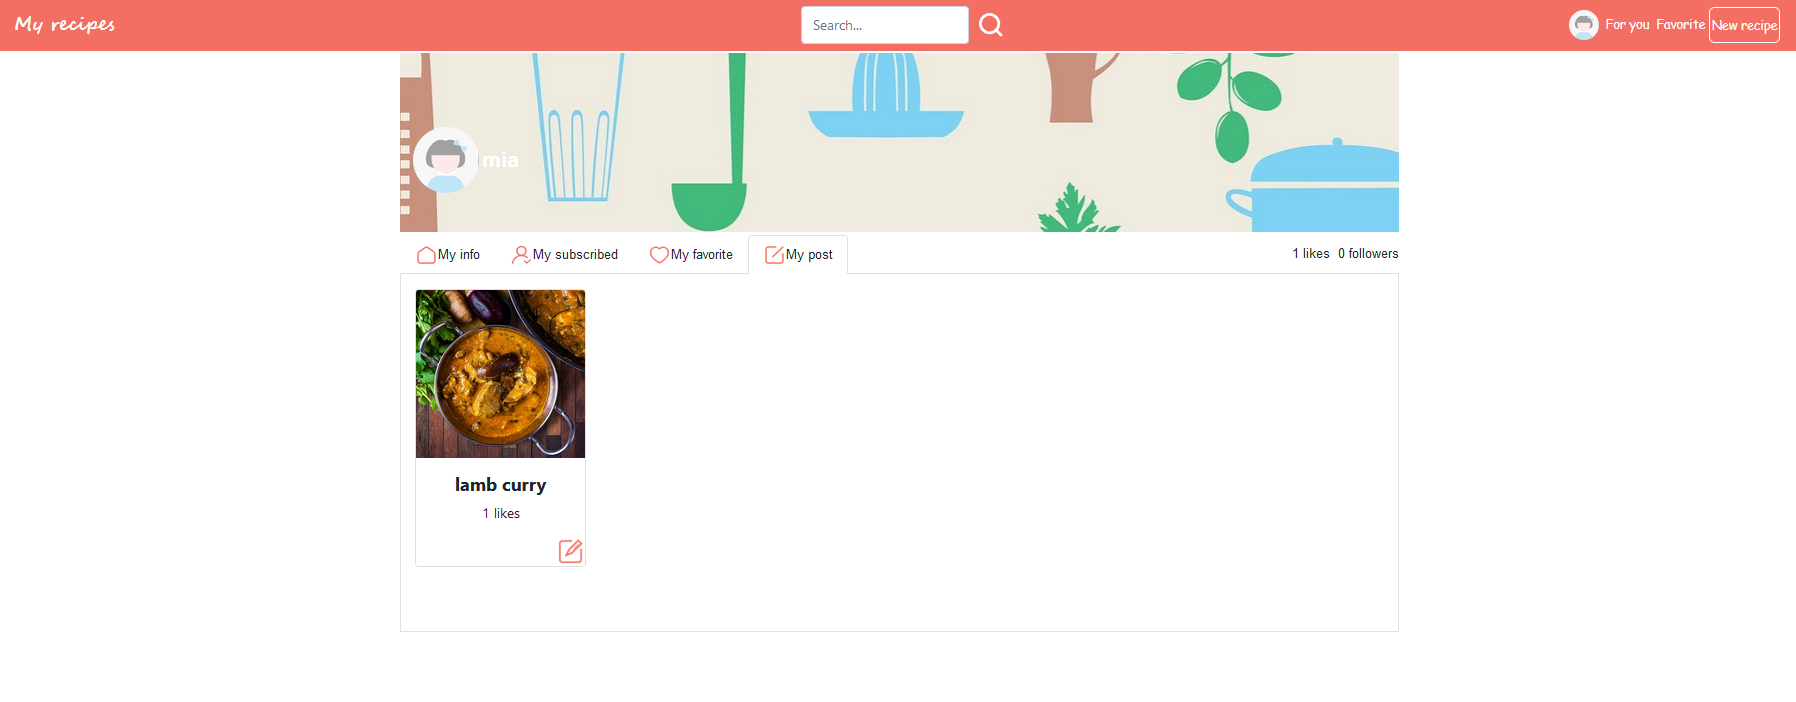 My recipes
Search...
For you Favorite New recipe
mia
My info My subscribed My favorite My post
1 likes 0 followers
lamb curry
1 likes